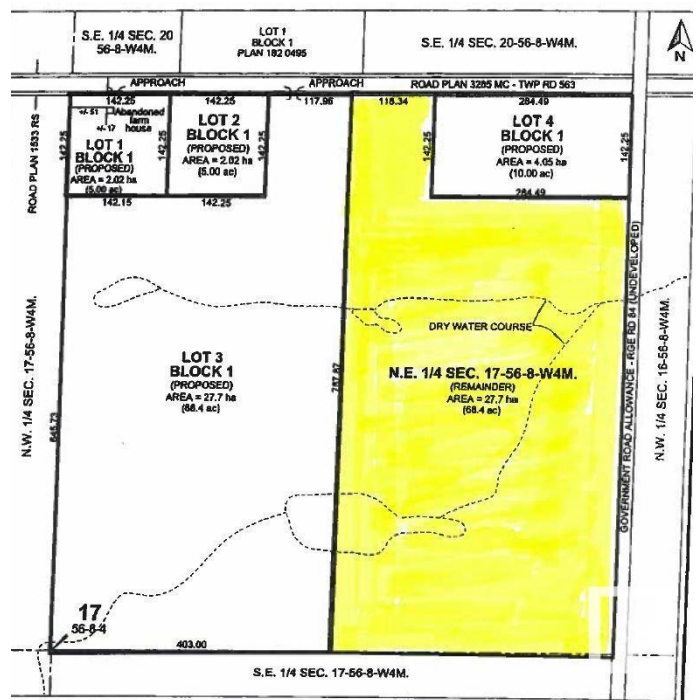 S.E. 1/4 SEC. 20
56-8-W4M.
LOT 1
BLOCK 1
PLAN 182 0495
S.E. 1/4 SEC. 20-56-8-W4M.
N
APPROACH
APPROACH
ROAD PLAN 3285 MC - TWP RD 563
142.25
142.25
117.96
118.34
284.49
+/- 51
Abandoned
farm
house
+/- 17
LOT 1
BLOCK 1
(PROPOSED)
AREA = 2.02 ha
(5.00 ac)
142.25
142.15
LOT 2
BLOCK 1
(PROPOSED)
AREA = 2.02 ha
(5.00 ac)
142.25
142.25
LOT 4
BLOCK 1
(PROPOSED)
AREA = 4.05 ha
(10.00 ac)
142.25
142.25
284.49
ROAD PLAN 1533 RS
N.W. 1/4 SEC. 17-56-8-W4M.
DRY WATER COURSE
LOT 3
BLOCK 1
(PROPOSED)
AREA = 27.7 ha
(68.4 ac)
N.E. 1/4 SEC. 17-56-8-W4M.
(REMAINDER)
AREA = 27.7 ha
(68.4 ac)
GOVERNMENT ROAD ALLOWANCE - RGE RD 84 (UNDEVELOPED)
N.W. 1/4 SEC. 16-56-8-W4M.
17
56-8-4
403.00
S.E. 1/4 SEC. 17-56-8-W4M.